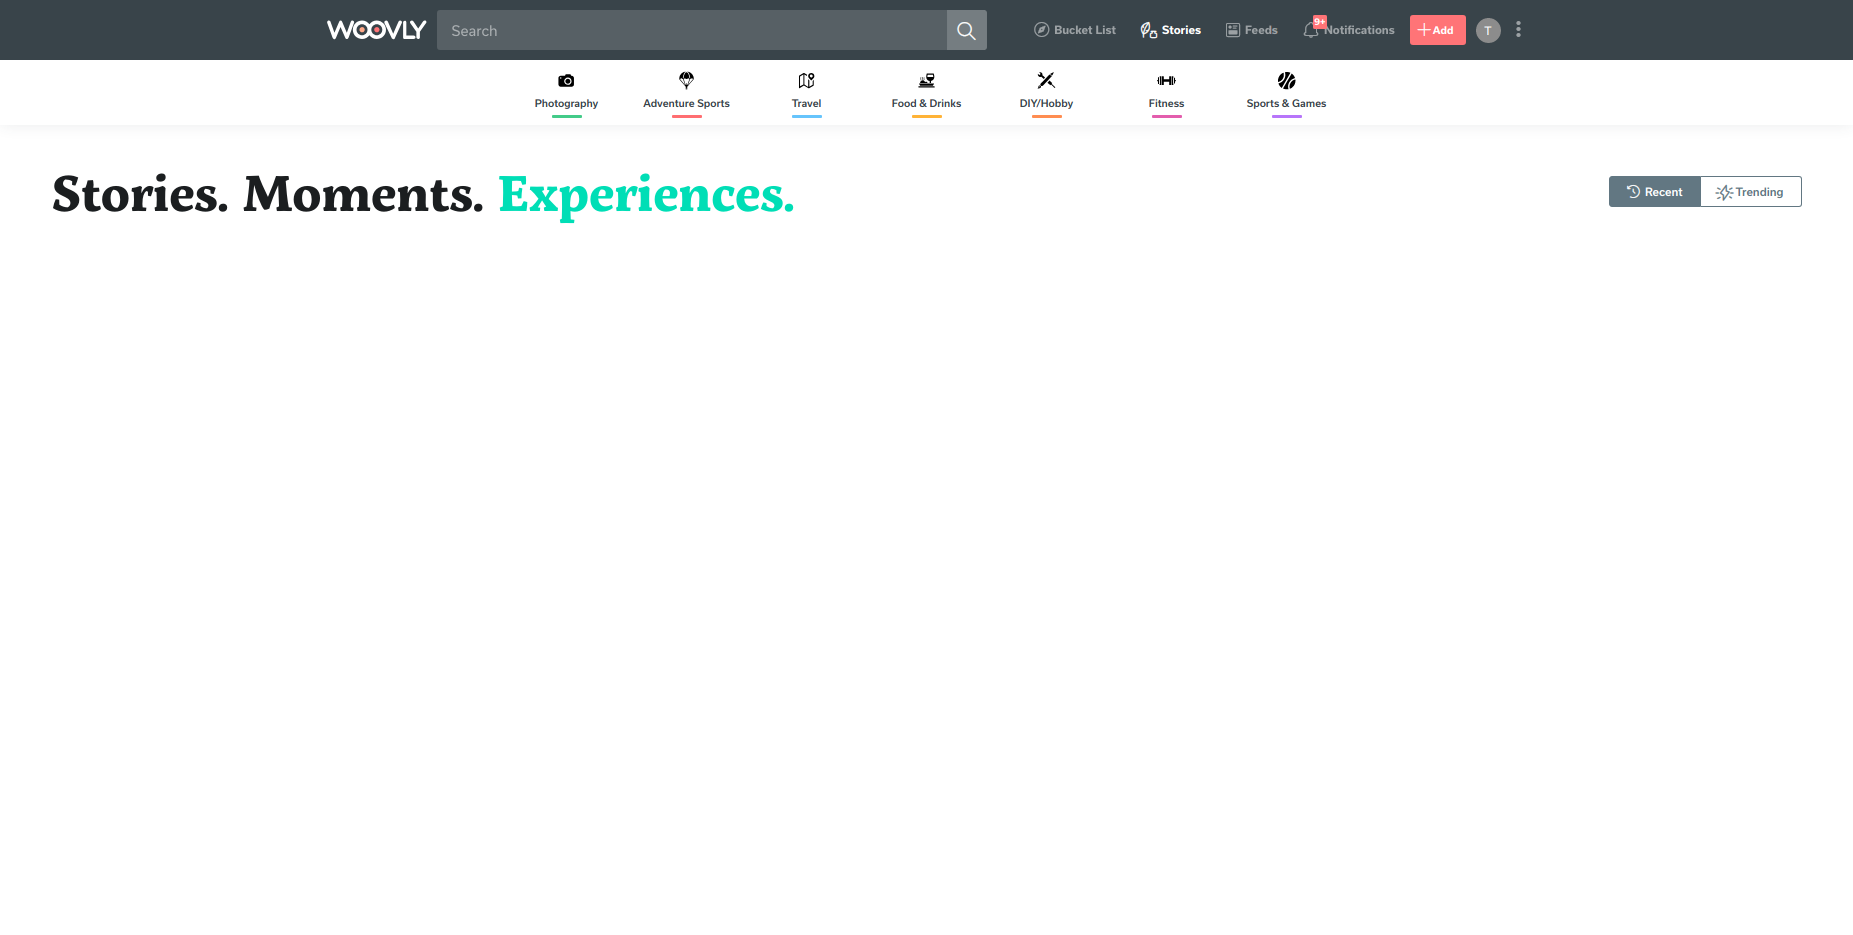 WOOVLY Search Bucket List Stories Feeds 9+ Notifications Add T
Photography Adventure Sports Travel Food & Drinks DIY/Hobby Fitness Sports & Games
Stories. Moments. Experiences. Recent Trending